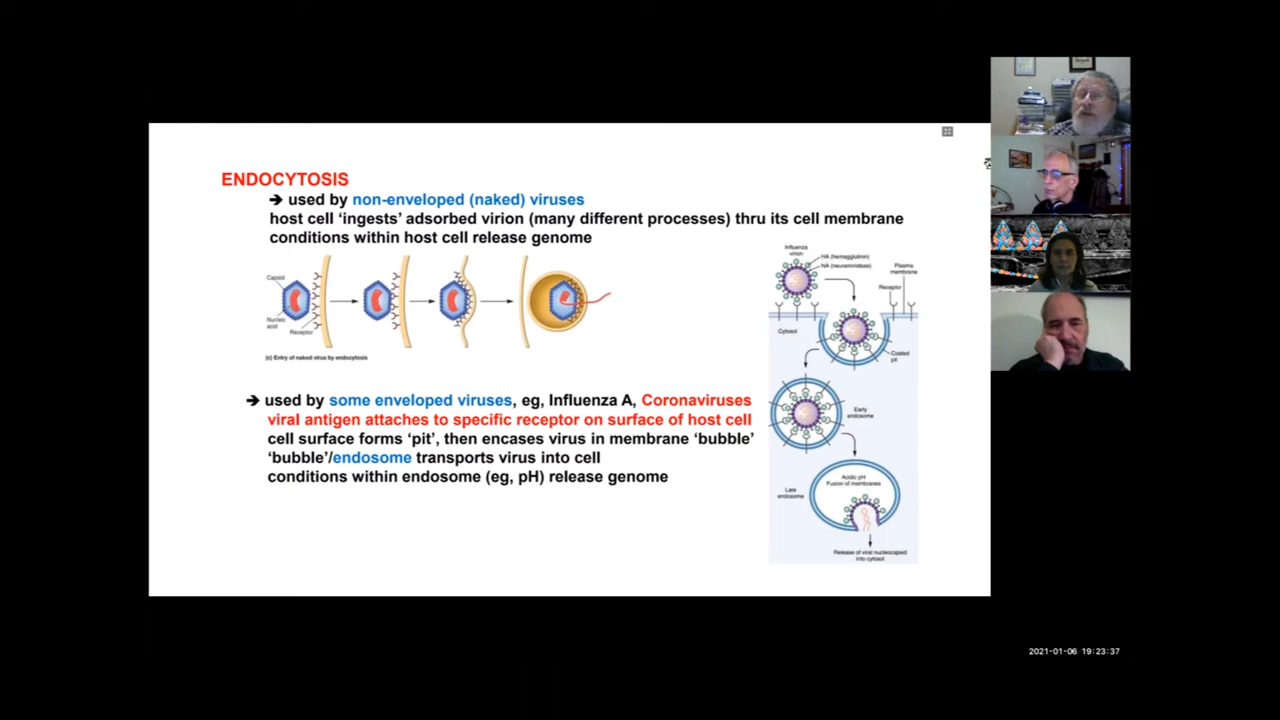 ENDOCYTOSIS
➔ used by non-enveloped (naked) viruses
host cell ‘ingests’ adsorbed virion (many different processes) thru its cell membrane
conditions within host cell release genome
Capsid
Nucleic
acid
Receptor
(c) Entry of naked virus by endocytosis
➔ used by some enveloped viruses, eg, Influenza A, Coronaviruses
viral antigen attaches to specific receptor on surface of host cell
cell surface forms ‘pit’, then encases virus in membrane ‘bubble’
‘bubble’/endosome transports virus into cell
conditions within endosome (eg, pH) release genome
Influenza
virion
HA (hemagglutinin)
NA (neuraminidase)
Plasma
membrane
Receptor
Cytosol
Coated
pit
Early
endosome
Acidic pH
Fusion of membranes
Late
endosome
Release of viral nucleocapsid
into cytosol
2021-01-06 19:23:37